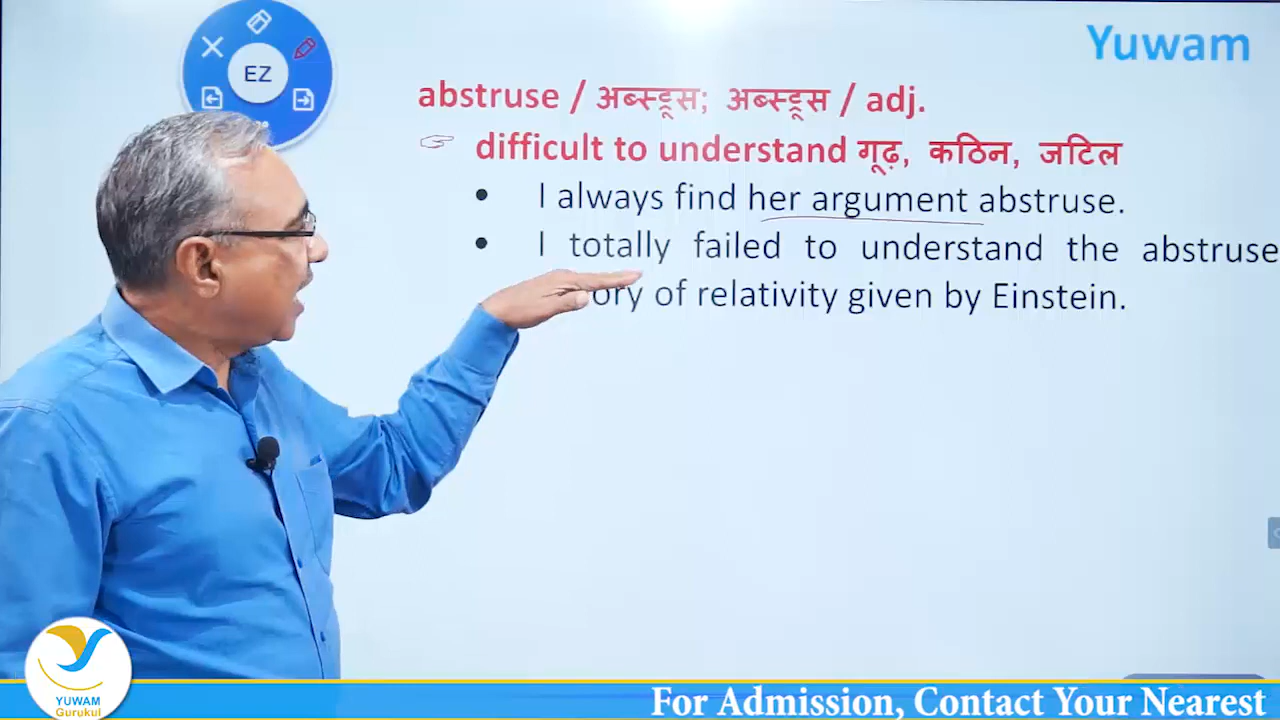 Yuwam
EZ
abstruse / अब्स्ट्रूस; अब्स्ट्रूस / adj.
☞ difficult to understand गूढ़, कठिन, जटिल
• I always find her argument abstruse.
• I totally failed to understand the abstruse
ory of relativity given by Einstein.
YUWAM
Gurukul
For Admission, Contact Your Nearest